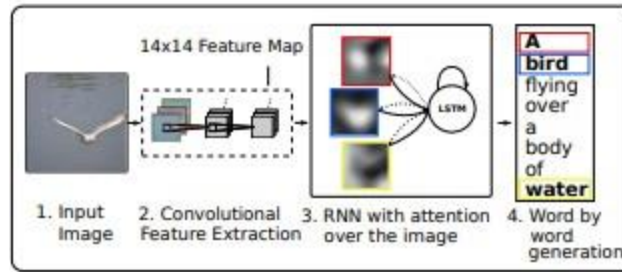 14x14 Feature Map
LSTM
A
bird
flying
over
a
body
of
water
1. Input
Image
2. Convolutional
Feature Extraction
3. RNN with attention
over the image
4. Word by
word
generation